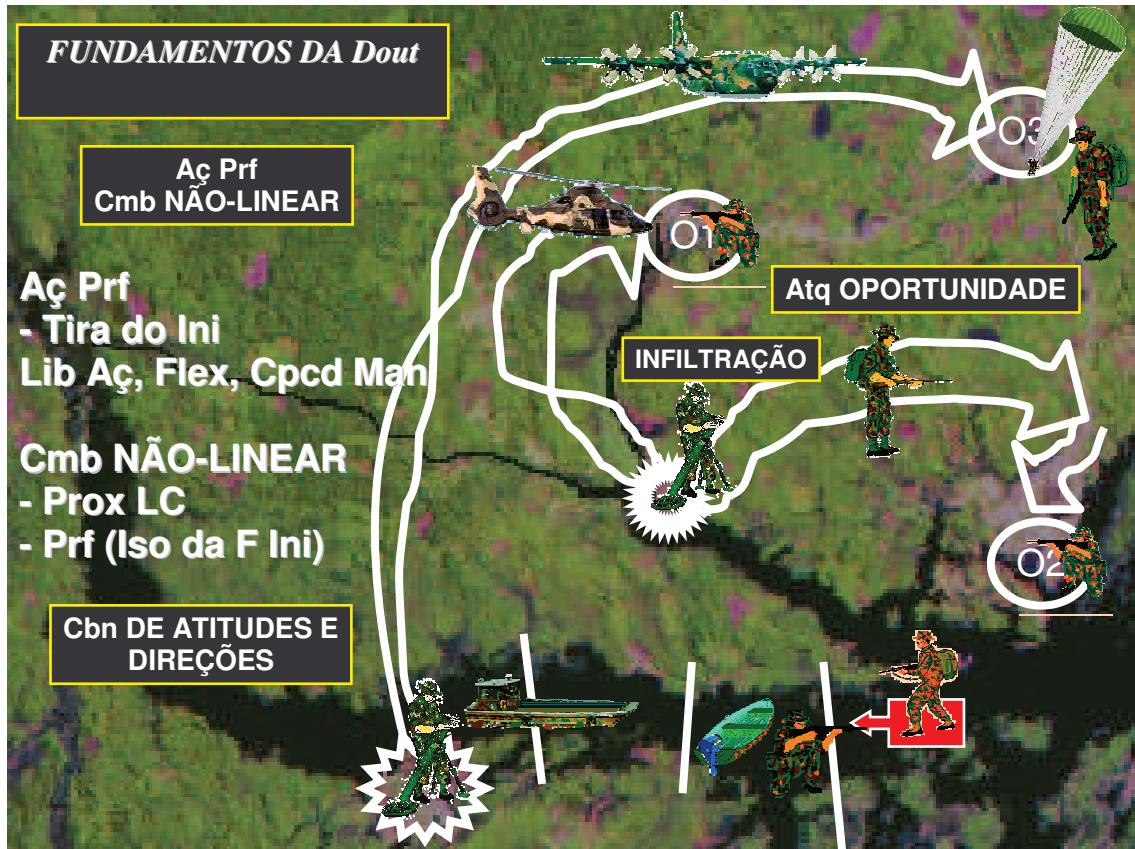 FUNDAMENTOS DA Dout
Aç Prf
Cmb NÃO-LINEAR
Aç Prf
- Tira do Ini
Lib Aç, Flex, Cpcd Man
Cmb NÃO-LINEAR
- Prox LC
- Prf (Iso da F Ini)
Cbn DE ATITUDES E
DIREÇÕES
O3
O1
Atq OPORTUNIDADE
INFILTRAÇÃO
O2